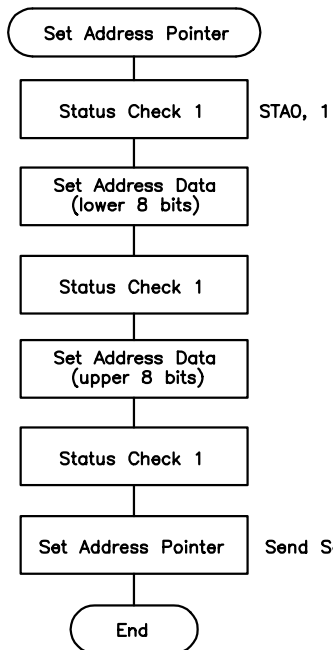 Set Address Pointer
Status Check 1 STA0, 1
Set Address Data
(lower 8 bits)
Status Check 1
Set Address Data
(upper 8 bits)
Status Check 1
Set Address Pointer Send
End